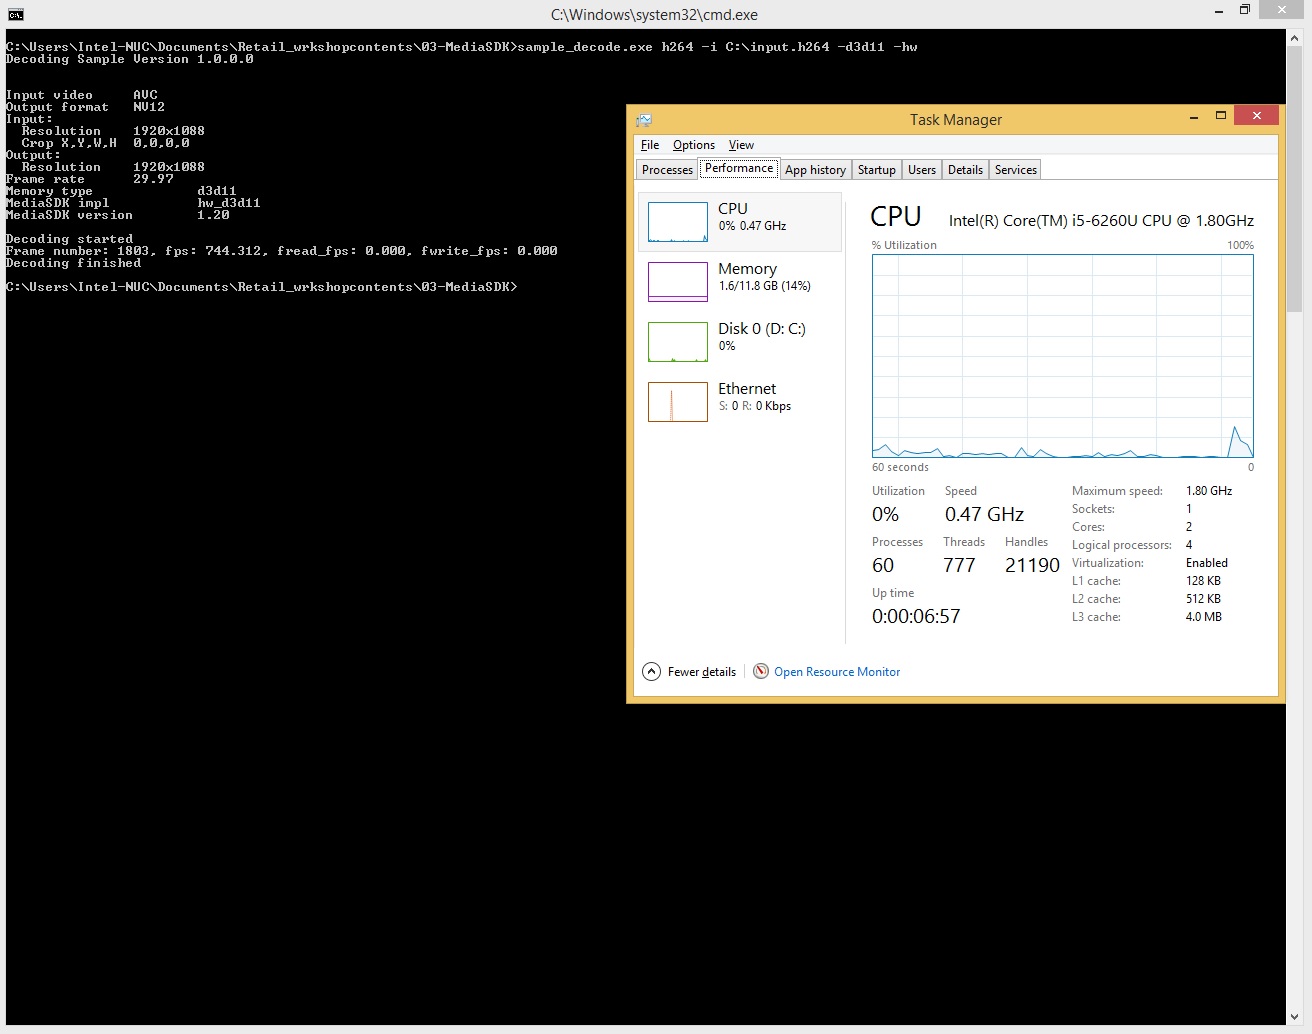 C:\Windows\system32\cmd.exe
C:\Users\Intel-NUC\Documents\Retail_wrkshopcontents\03-MediaSDK>sample_decode.exe h264 -i C:\input.h264 -d3d11 -hw
Decoding Sample Version 1.0.0.0
Input video AVC
Output format NV12
Input:
Resolution 1920x1088
Crop X,Y,W,H 0,0,0,0
Output:
Resolution 1920x1088
Frame rate 29.97
Memory type d3d11
MediaSDK impl hw_d3d11
MediaSDK version 1.20
Decoding started
Frame number: 1803, fps: 744.312, fread_fps: 0.000, fwrite_fps: 0.000
Decoding finished
C:\Users\Intel-NUC\Documents\Retail_wrkshopcontents\03-MediaSDK>
Task Manager
File Options View
Processes Performance App history Startup Users Details Services
CPU
0% 0.47 GHz
Memory
1.6/11.8 GB (14%)
Disk 0 (D: C:)
0%
Ethernet
S: 0 R: 0 Kbps
CPU Intel(R) Core(TM) i5-6260U CPU @ 1.80GHz
% Utilization 100%
60 seconds 0
Utilization Speed
0% 0.47 GHz
Processes Threads Handles
60 777 21190
Up time
0:00:06:57
Maximum speed: 1.80 GHz
Sockets: 1
Cores: 2
Logical processors: 4
Virtualization: Enabled
L1 cache: 128 KB
L2 cache: 512 KB
L3 cache: 4.0 MB
Fewer details Open Resource Monitor